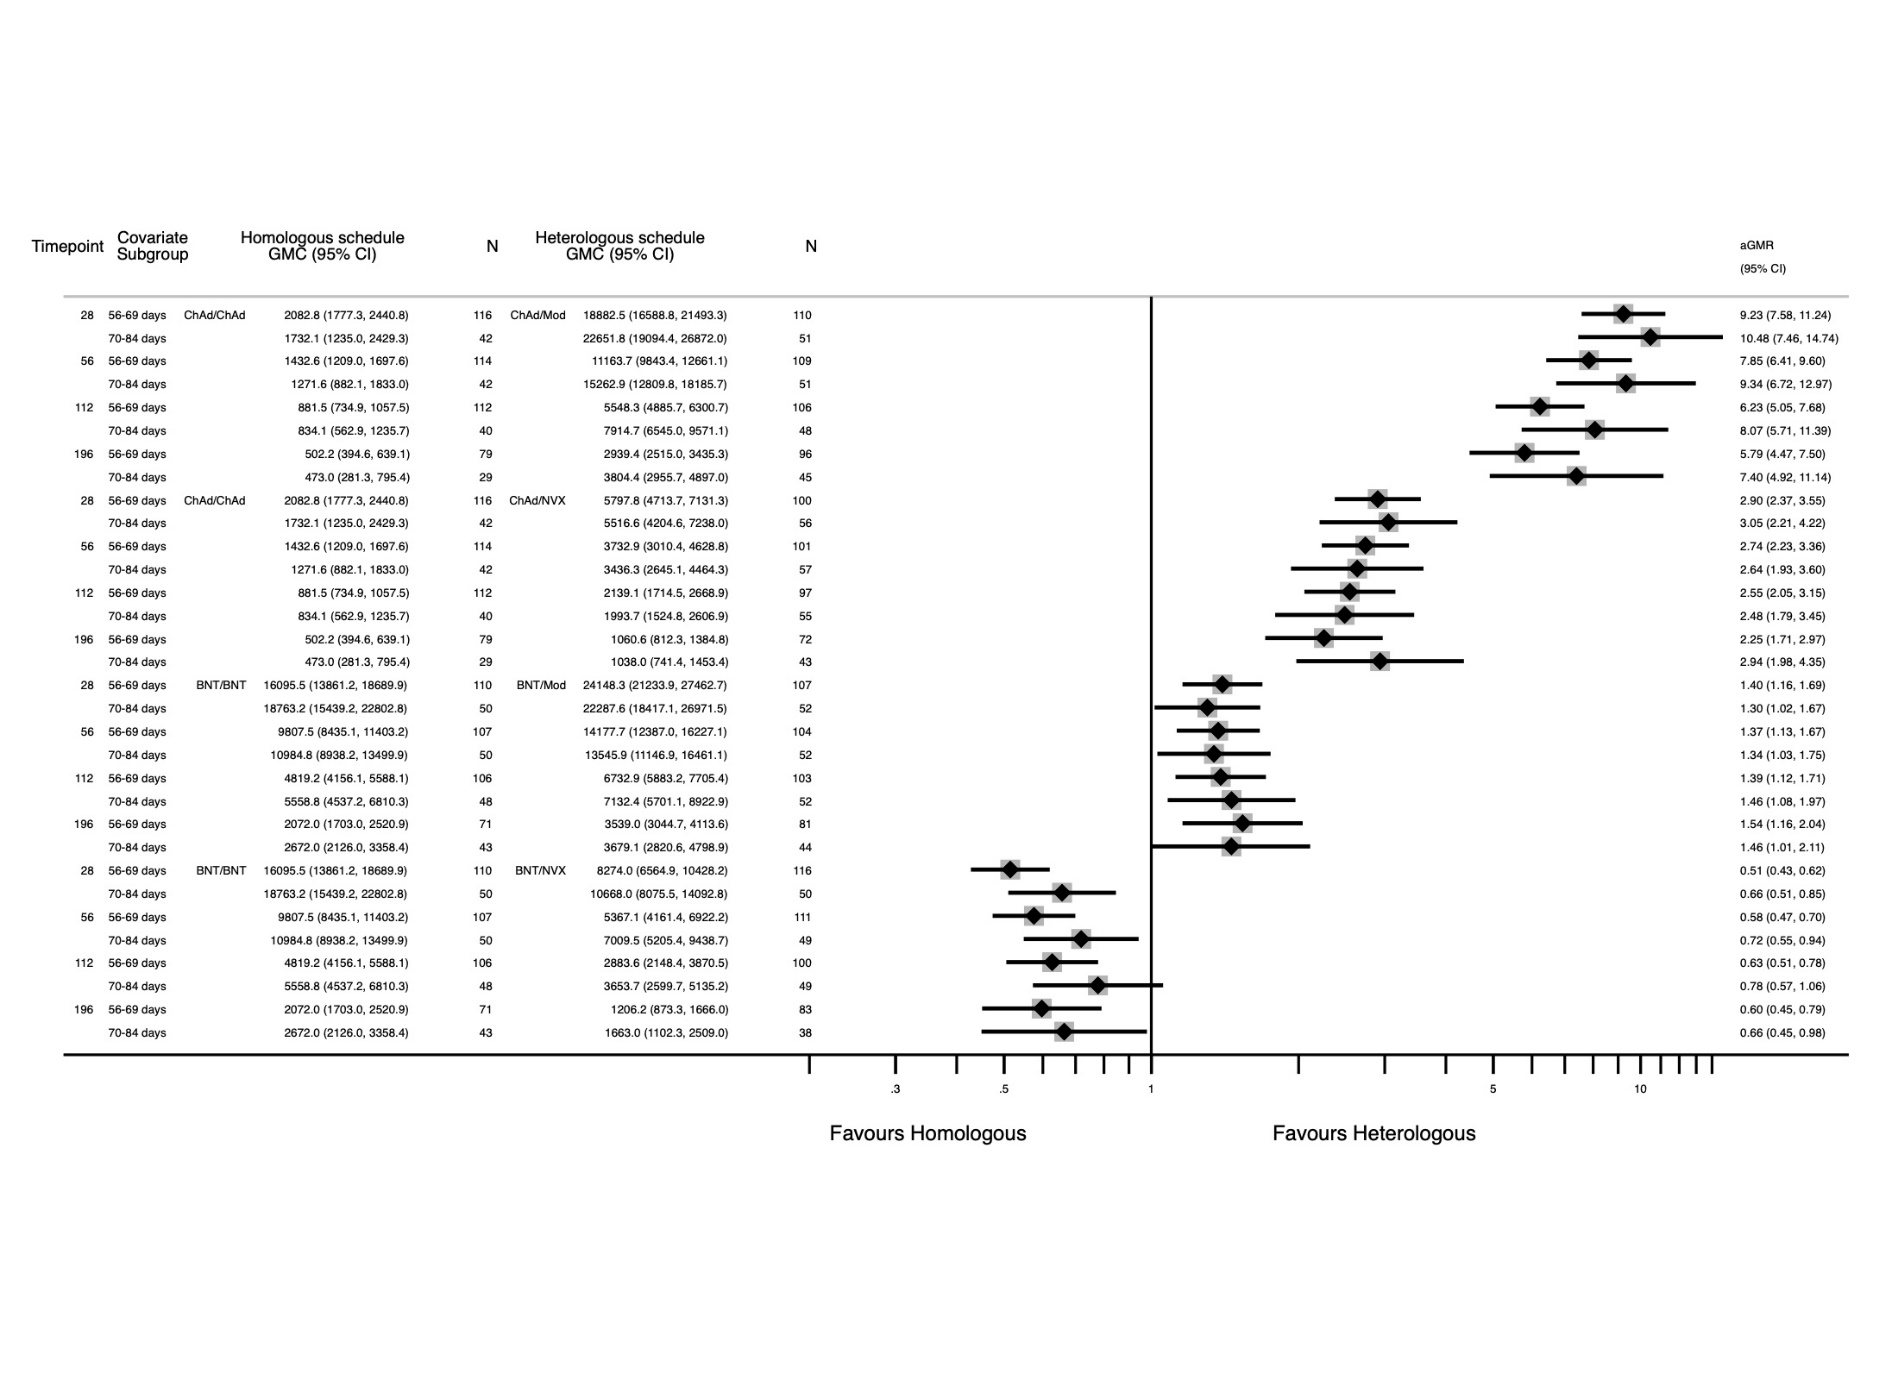 Timepoint Covariate Subgroup Homologous schedule GMC (95% CI) N Heterologous schedule GMC (95% CI) N aGMR (95% CI)
28 56-69 days ChAd/ChAd 2082.8 (1777.3, 2440.8) 116 ChAd/Mod 18882.5 (16588.8, 21493.3) 110 9.23 (7.58, 11.24)
70-84 days 1732.1 (1235.0, 2429.3) 42 22651.8 (19094.4, 26872.0) 51 10.48 (7.46, 14.74)
56 56-69 days 1432.6 (1209.0, 1697.6) 114 11163.7 (9843.4, 12661.1) 109 7.85 (6.41, 9.60)
70-84 days 1271.6 (882.1, 1833.0) 42 15262.9 (12809.8, 18185.7) 51 9.34 (6.72, 12.97)
112 56-69 days 881.5 (734.9, 1057.5) 112 5548.3 (4885.7, 6300.7) 106 6.23 (5.05, 7.68)
70-84 days 834.1 (562.9, 1235.7) 40 7914.7 (6545.0, 9571.1) 48 8.07 (5.71, 11.39)
196 56-69 days 502.2 (394.6, 639.1) 79 2939.4 (2515.0, 3435.3) 96 5.79 (4.47, 7.50)
70-84 days 473.0 (281.3, 795.4) 29 3804.4 (2955.7, 4897.0) 45 7.40 (4.92, 11.14)
28 56-69 days ChAd/ChAd 2082.8 (1777.3, 2440.8) 116 ChAd/NVX 5797.8 (4713.7, 7131.3) 100 2.90 (2.37, 3.55)
70-84 days 1732.1 (1235.0, 2429.3) 42 5516.6 (4204.6, 7238.0) 56 3.05 (2.21, 4.22)
56 56-69 days 1432.6 (1209.0, 1697.6) 114 3732.9 (3010.4, 4628.8) 101 2.74 (2.23, 3.36)
70-84 days 1271.6 (882.1, 1833.0) 42 3436.3 (2645.1, 4464.3) 57 2.64 (1.93, 3.60)
112 56-69 days 881.5 (734.9, 1057.5) 112 2139.1 (1714.5, 2668.9) 97 2.55 (2.05, 3.15)
70-84 days 834.1 (562.9, 1235.7) 40 1993.7 (1524.8, 2606.9) 55 2.48 (1.79, 3.45)
196 56-69 days 502.2 (394.6, 639.1) 79 1060.6 (812.3, 1384.8) 72 2.25 (1.71, 2.97)
70-84 days 473.0 (281.3, 795.4) 29 1038.0 (741.4, 1453.4) 43 2.94 (1.98, 4.35)
28 56-69 days BNT/BNT 16095.5 (13861.2, 18689.9) 110 BNT/Mod 24148.3 (21233.9, 27462.7) 107 1.40 (1.16, 1.69)
70-84 days 18763.2 (15439.2, 22802.8) 50 22287.6 (18417.1, 26971.5) 52 1.30 (1.02, 1.67)
56 56-69 days 9807.5 (8435.1, 11403.2) 107 14177.7 (12387.0, 16227.1) 104 1.37 (1.13, 1.67)
70-84 days 10984.8 (8938.2, 13499.9) 50 13545.9 (11146.9, 16461.1) 52 1.34 (1.03, 1.75)
112 56-69 days 4819.2 (4156.1, 5588.1) 106 6732.9 (5883.2, 7705.4) 103 1.39 (1.12, 1.71)
70-84 days 5558.8 (4537.2, 6810.3) 48 7132.4 (5701.1, 8922.9) 52 1.46 (1.08, 1.97)
196 56-69 days 2072.0 (1703.0, 2520.9) 71 3539.0 (3044.7, 4113.6) 81 1.54 (1.16, 2.04)
70-84 days 2672.0 (2126.0, 3358.4) 43 3679.1 (2820.6, 4798.9) 44 1.46 (1.01, 2.11)
28 56-69 days BNT/BNT 16095.5 (13861.2, 18689.9) 110 BNT/NVX 8274.0 (6564.9, 10428.2) 116 0.51 (0.43, 0.62)
70-84 days 18763.2 (15439.2, 22802.8) 50 10668.0 (8075.5, 14092.8) 50 0.66 (0.51, 0.85)
56 56-69 days 9807.5 (8435.1, 11403.2) 107 5367.1 (4161.4, 6922.2) 111 0.58 (0.47, 0.70)
70-84 days 10984.8 (8938.2, 13499.9) 50 7009.5 (5205.4, 9438.7) 49 0.72 (0.55, 0.94)
112 56-69 days 4819.2 (4156.1, 5588.1) 106 2883.6 (2148.4, 3870.5) 100 0.63 (0.51, 0.78)
70-84 days 5558.8 (4537.2, 6810.3) 48 3653.7 (2599.7, 5135.2) 49 0.78 (0.57, 1.06)
196 56-69 days 2072.0 (1703.0, 2520.9) 71 1206.2 (873.3, 1666.0) 83 0.60 (0.45, 0.79)
70-84 days 2672.0 (2126.0, 3358.4) 43 1663.0 (1102.3, 2509.0) 38 0.66 (0.45, 0.98)
.3 .5 1 5 10
Favours Homologous Favours Heterologous